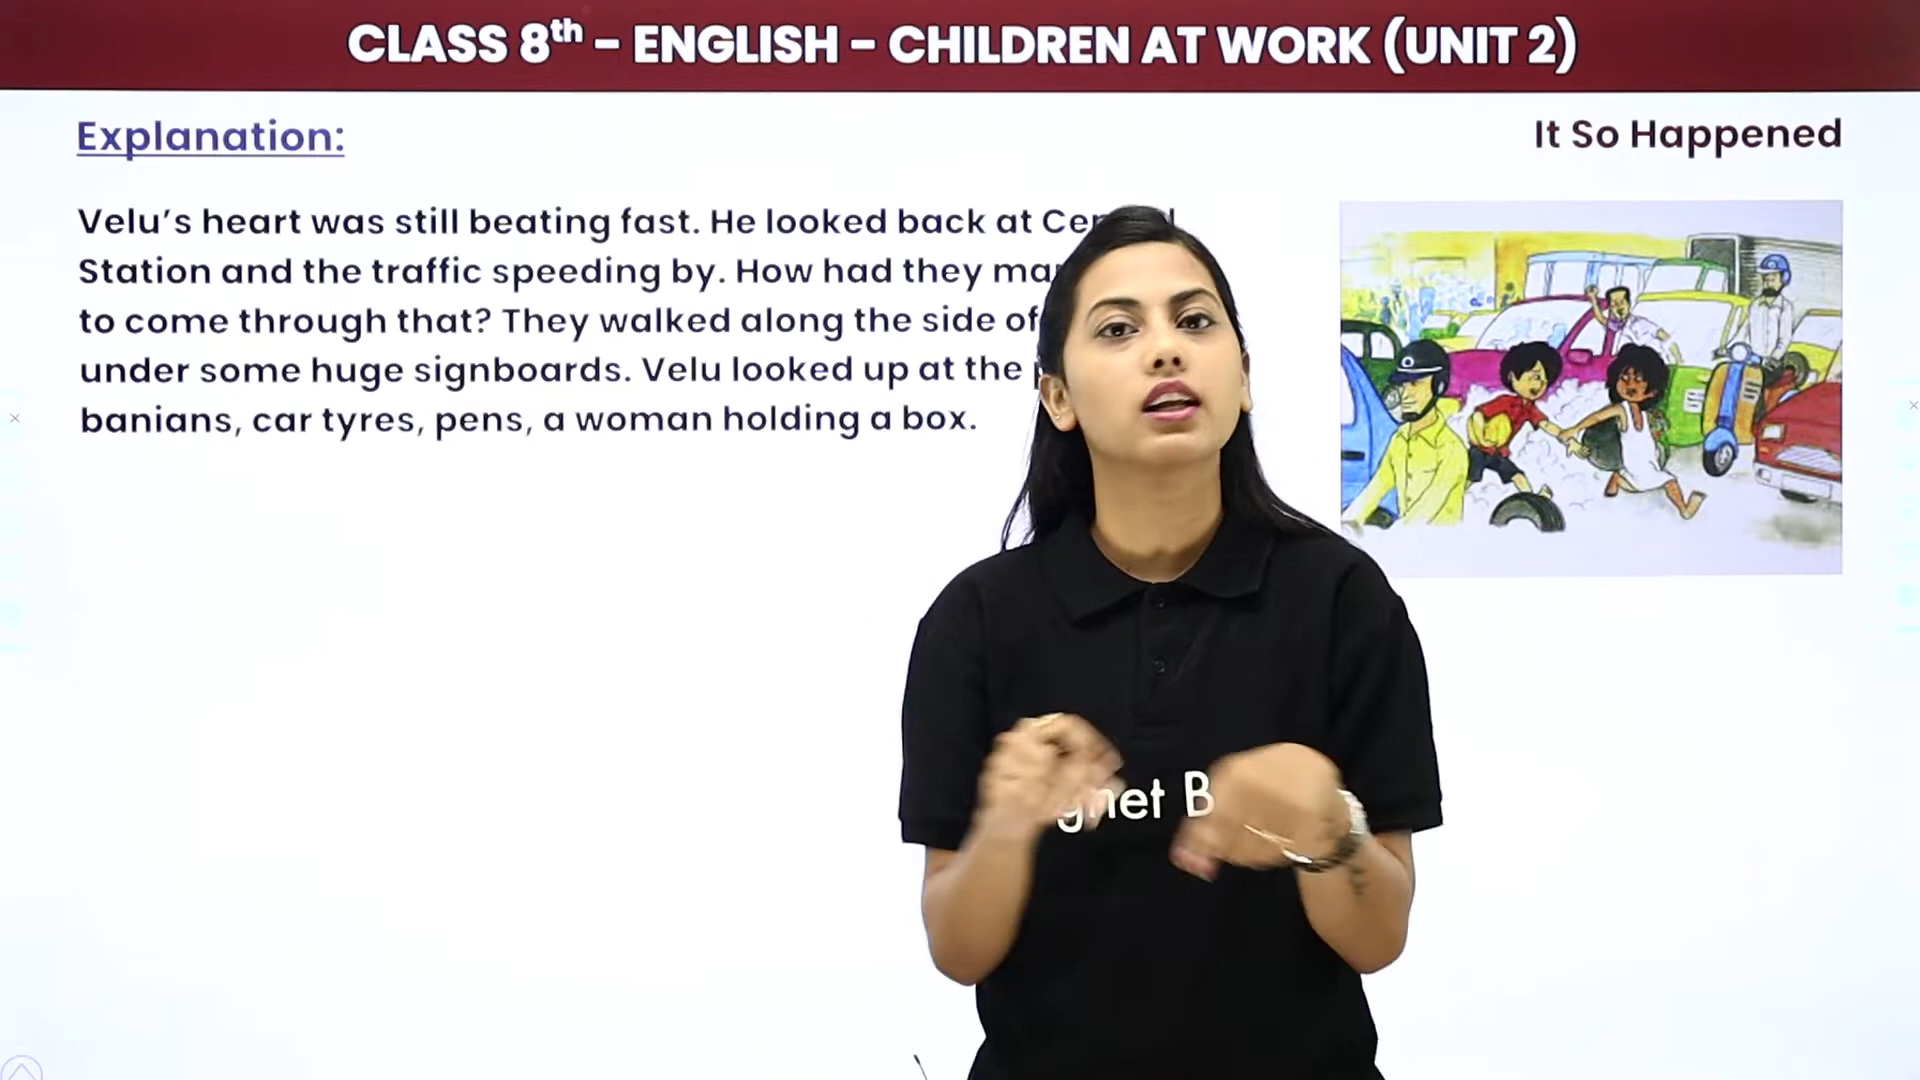 CLASS 8th – ENGLISH – CHILDREN AT WORK (UNIT 2)
Explanation:
It So Happened
Velu’s heart was still beating fast. He looked back at
Station and the traffic speeding by. How had they
to come through that? They walked along the side of
under some huge signboards. Velu looked up at the
banians, car tyres, pens, a woman holding a box.